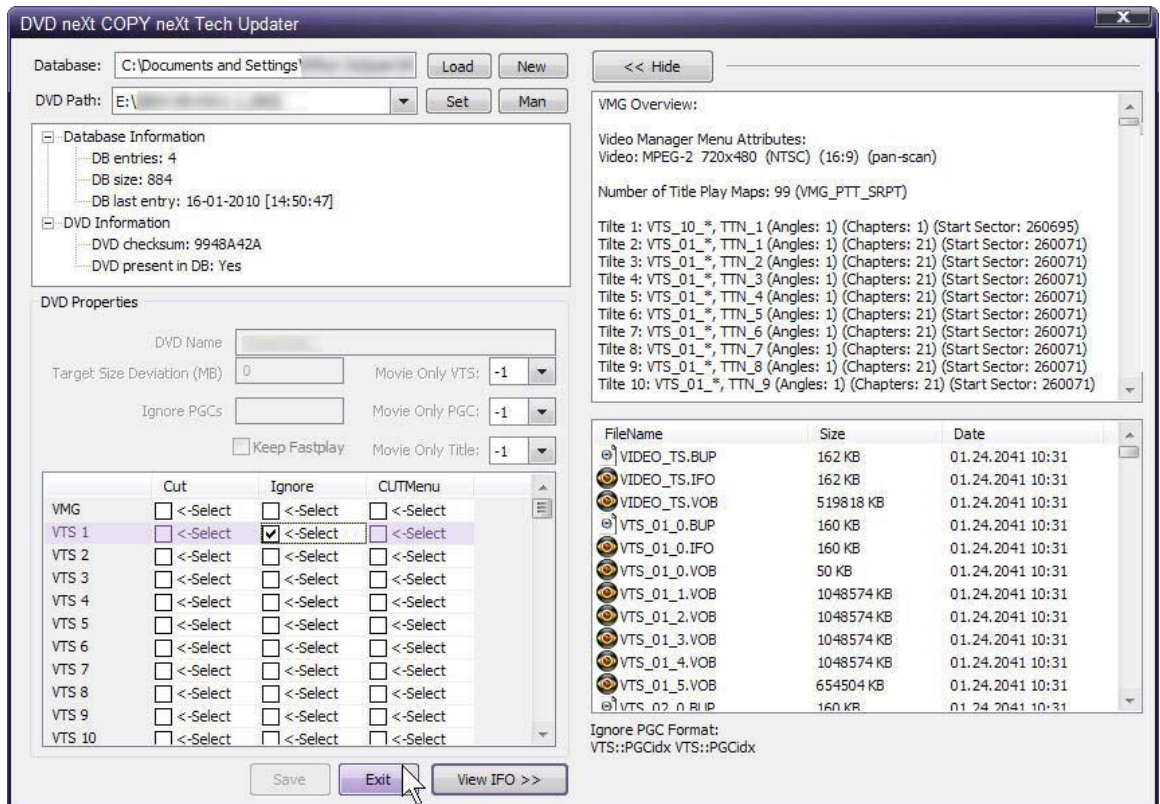 DVD neXt COPY neXt Tech Updater
X
Database: C:\Documents and Settings\ Load New
DVD Path: E:\ Set Man
Database Information
DB entries: 4
DB size: 884
DB last entry: 16-01-2010 [14:50:47]
DVD Information
DVD checksum: 9948A42A
DVD present in DB: Yes
DVD Properties
DVD Name
Target Size Deviation (MB) 0 Movie Only VTS: -1
Ignore PGCs Movie Only PGC: -1
Keep Fastplay Movie Only Title: -1
Cut Ignore CUTMenu
VMG <-Select <-Select <-Select
VTS 1 <-Select <-Select <-Select
VTS 2 <-Select <-Select <-Select
VTS 3 <-Select <-Select <-Select
VTS 4 <-Select <-Select <-Select
VTS 5 <-Select <-Select <-Select
VTS 6 <-Select <-Select <-Select
VTS 7 <-Select <-Select <-Select
VTS 8 <-Select <-Select <-Select
VTS 9 <-Select <-Select <-Select
VTS 10 <-Select <-Select <-Select
Save Exit View IFO >>
<< Hide
VMG Overview:
Video Manager Menu Attributes:
Video: MPEG-2 720x480 (NTSC) (16:9) (pan-scan)
Number of Title Play Maps: 99 (VMG_PTT_SRPT)
Tilte 1: VTS_10_*, TTN_1 (Angles: 1) (Chapters: 1) (Start Sector: 260695)
Tilte 2: VTS_01_*, TTN_1 (Angles: 1) (Chapters: 21) (Start Sector: 260071)
Tilte 3: VTS_01_*, TTN_2 (Angles: 1) (Chapters: 21) (Start Sector: 260071)
Tilte 4: VTS_01_*, TTN_3 (Angles: 1) (Chapters: 21) (Start Sector: 260071)
Tilte 5: VTS_01_*, TTN_4 (Angles: 1) (Chapters: 21) (Start Sector: 260071)
Tilte 6: VTS_01_*, TTN_5 (Angles: 1) (Chapters: 21) (Start Sector: 260071)
Tilte 7: VTS_01_*, TTN_6 (Angles: 1) (Chapters: 21) (Start Sector: 260071)
Tilte 8: VTS_01_*, TTN_7 (Angles: 1) (Chapters: 21) (Start Sector: 260071)
Tilte 9: VTS_01_*, TTN_8 (Angles: 1) (Chapters: 21) (Start Sector: 260071)
Tilte 10: VTS_01_*, TTN_9 (Angles: 1) (Chapters: 21) (Start Sector: 260071)
FileName Size Date
VIDEO_TS.BUP 162 KB 01.24.2041 10:31
VIDEO_TS.IFO 162 KB 01.24.2041 10:31
VIDEO_TS.VOB 519818 KB 01.24.2041 10:31
VTS_01_0.BUP 160 KB 01.24.2041 10:31
VTS_01_0.IFO 160 KB 01.24.2041 10:31
VTS_01_0.VOB 50 KB 01.24.2041 10:31
VTS_01_1.VOB 1048574 KB 01.24.2041 10:31
VTS_01_2.VOB 1048574 KB 01.24.2041 10:31
VTS_01_3.VOB 1048574 KB 01.24.2041 10:31
VTS_01_4.VOB 1048574 KB 01.24.2041 10:31
VTS_01_5.VOB 654504 KB 01.24.2041 10:31
VTS_02_0.BUP 160 KB 01.24.2041 10:31
Ignore PGC Format:
VTS::PGCidx VTS::PGCidx